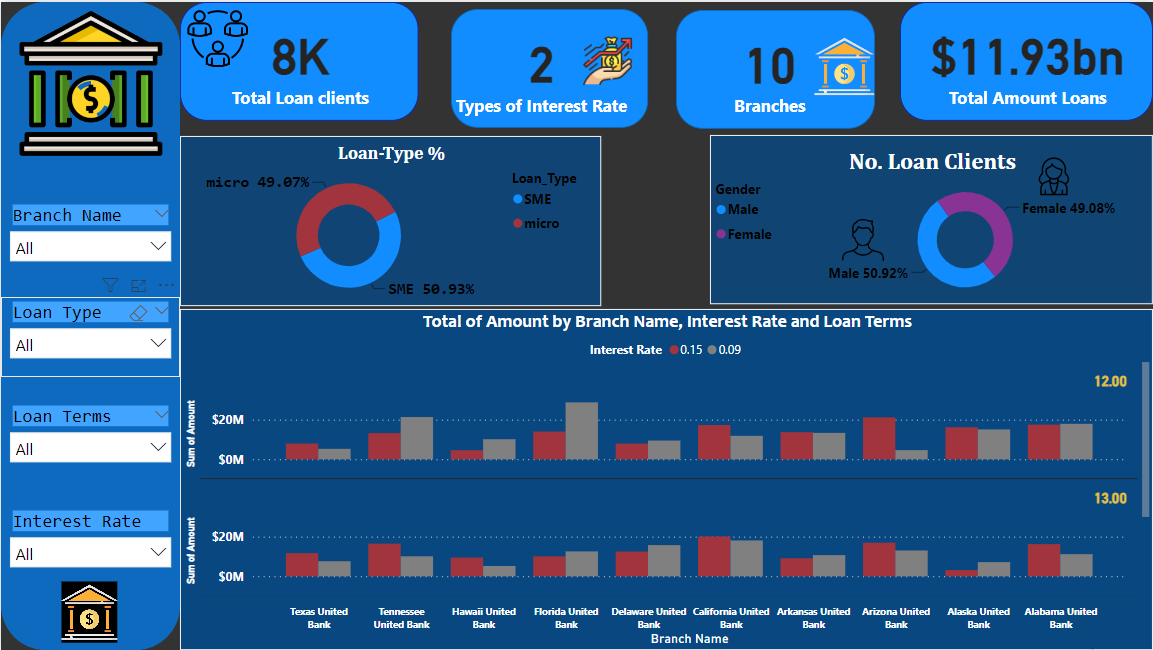 8K
Total Loan clients
2
Types of Interest Rate
10
Branches
$11.93bn
Total Amount Loans
Branch Name
All
Loan Type
All
Loan Terms
All
Interest Rate
All
$
$
$
$
$
Loan-Type %
micro 49.07%
SME 50.93%
Loan_Type
SME
micro
No. Loan Clients
Gender
Male
Female
Female 49.08%
Male 50.92%
Total of Amount by Branch Name, Interest Rate and Loan Terms
Interest Rate 0.15 0.09
12.00
Sum of Amount
$20M
$0M
13.00
Sum of Amount
$20M
$0M
Texas United Bank
Tennessee United Bank
Hawaii United Bank
Florida United Bank
Delaware United Bank
California United Bank
Arkansas United Bank
Arizona United Bank
Alaska United Bank
Alabama United Bank
Branch Name